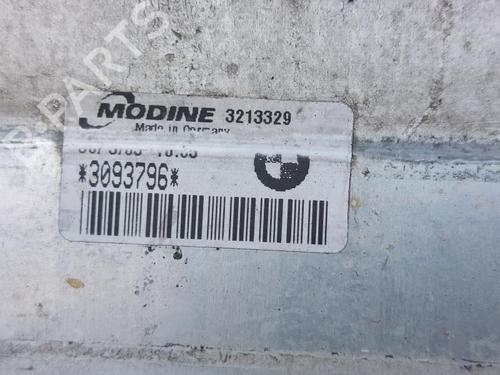 MODINE 3213329
Made in Germany
*3093796*
B-PARTS